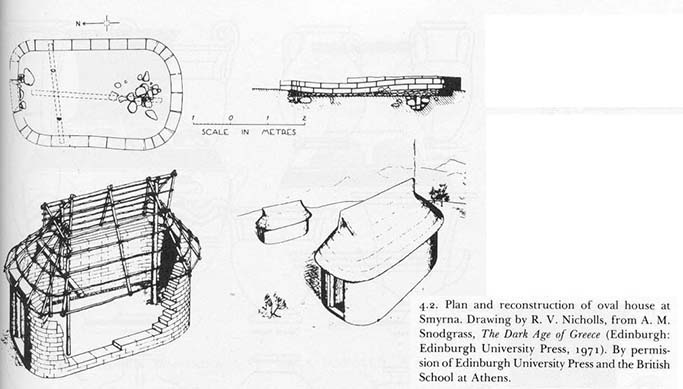 N
1 0 1 2
SCALE IN METRES
4.2. Plan and reconstruction of oval house at
Smyrna. Drawing by R. V. Nicholls, from A. M.
Snodgrass, The Dark Age of Greece (Edinburgh:
Edinburgh University Press, 1971). By permis-
sion of Edinburgh University Press and the British
School at Athens.